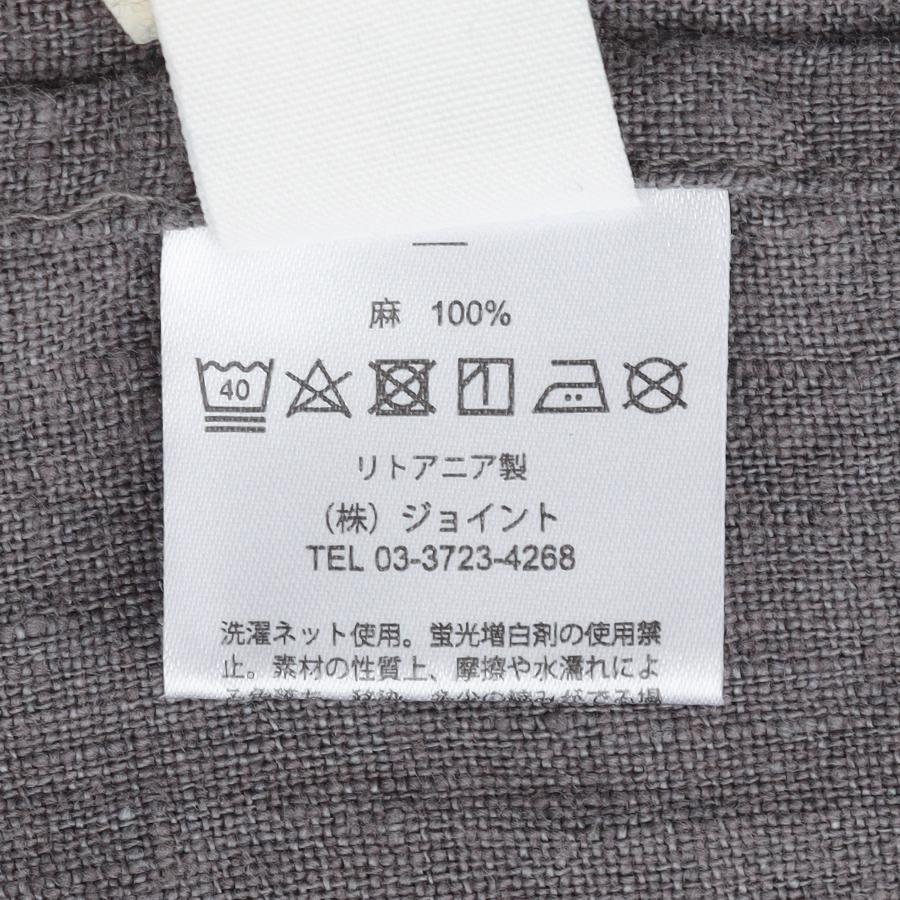 麻 100%
40
リトアニア製
(株) ジョイント
TEL 03-3723-4268
洗濯ネット使用。蛍光増白剤の使用禁
止。素材の性質上、摩擦や水濡れによ